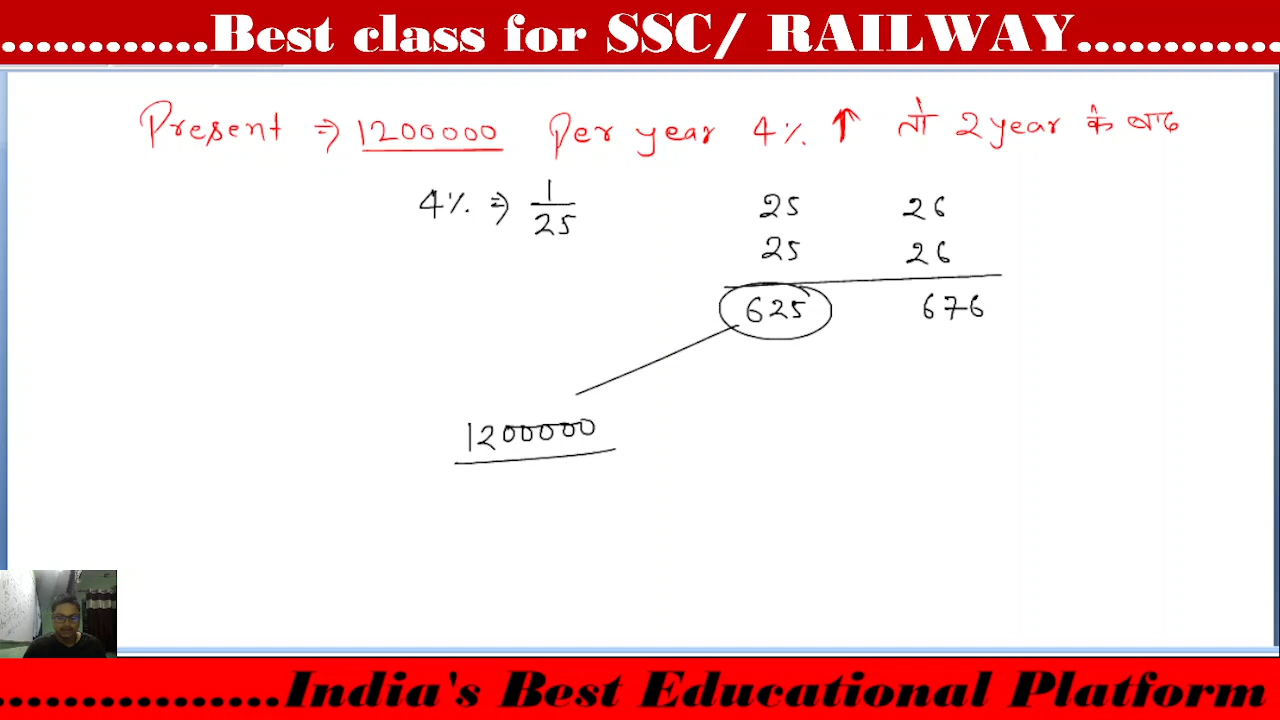 ............Best class for SSC/ RAILWAY............
Present ⇒ 1200000 Per year 4% ↑ तो 2 year के बाद
4% ⇒ 1/25
25 26
25 26
625 676
1200000
................India's Best Educational Platform